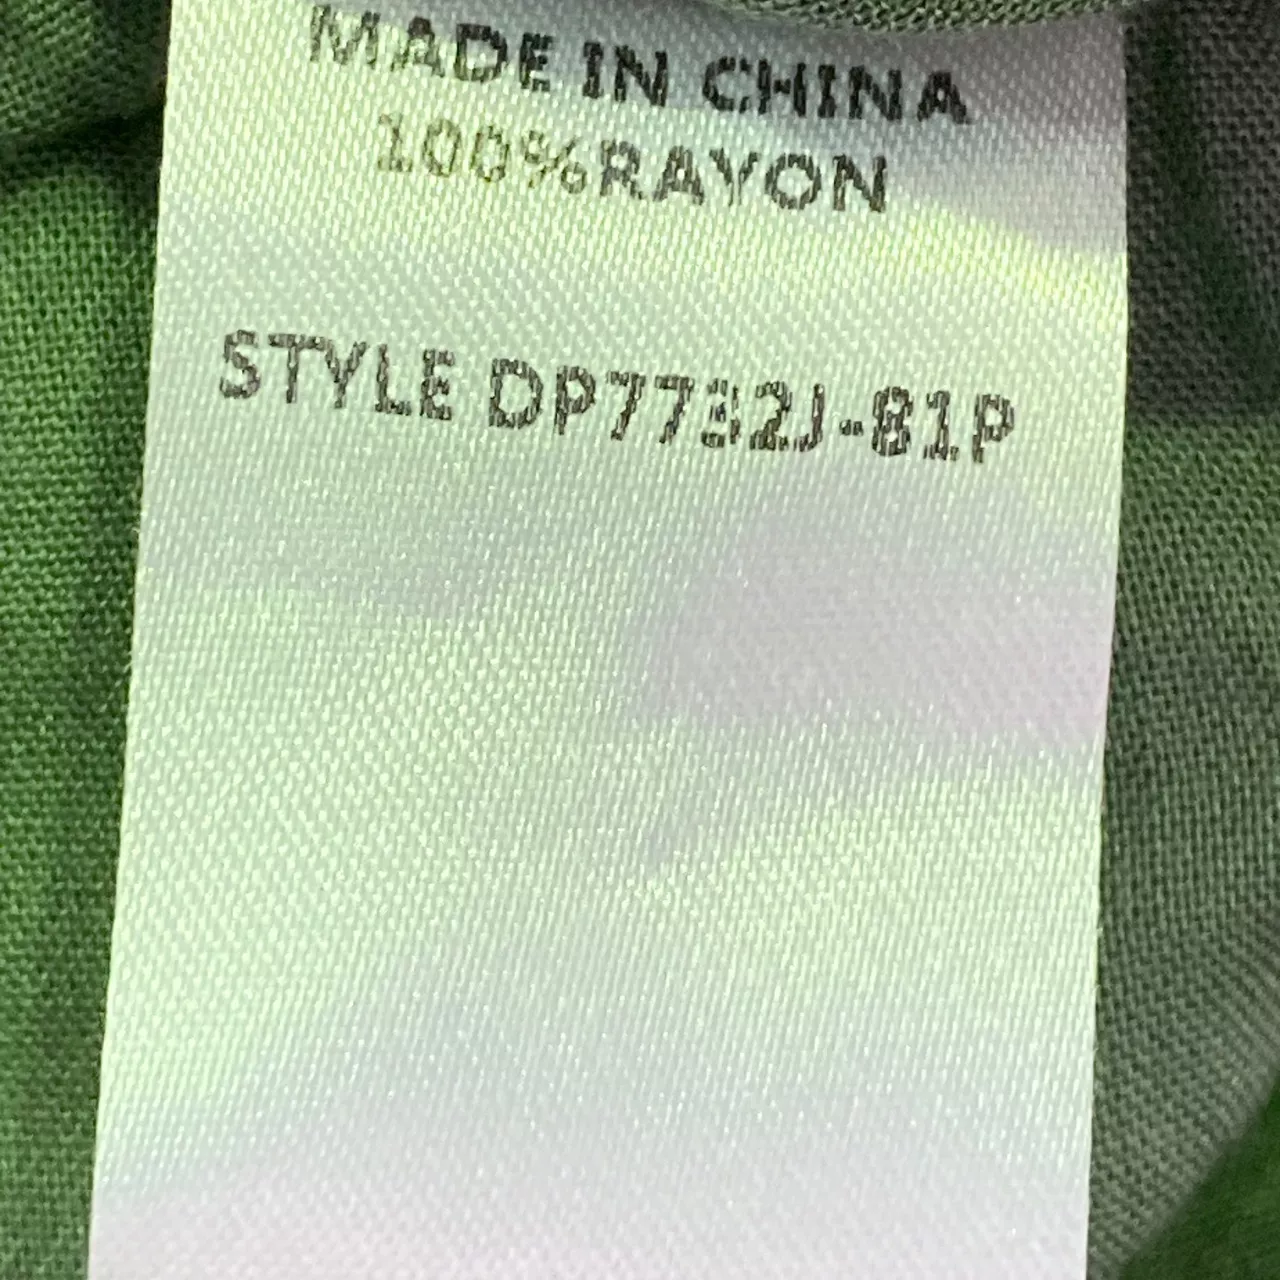 MADE IN CHINA
100%RAYON
STYLE DP7732J-81P